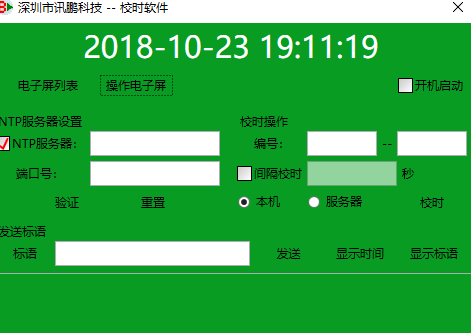 深圳市讯鹏科技 -- 校时软件
2018-10-23 19:11:19
电子屏列表 操作电子屏 开机启动
NTP服务器设置 校时操作
NTP服务器: 编号: --
端口号: 间隔校时 秒
验证 重置 本机 服务器 校时
发送标语
标语 发送 显示时间 显示标语